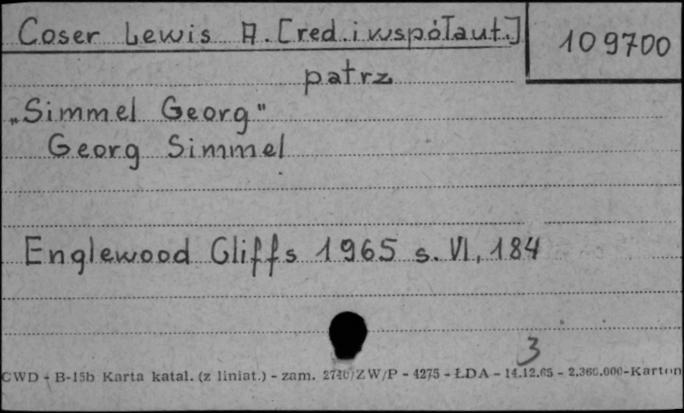 Coser Lewis A. [red. i współaut.]
109700
patrz
„Simmel Georg"
Georg Simmel
Englewood Cliffs 1965 s. VI, 184
3
CWD - B-15b Karta katal. (z liniat.) - zam. 2740/ZW/P - 4275 - ŁDA - 14.12.65 - 2.360.000-Karton